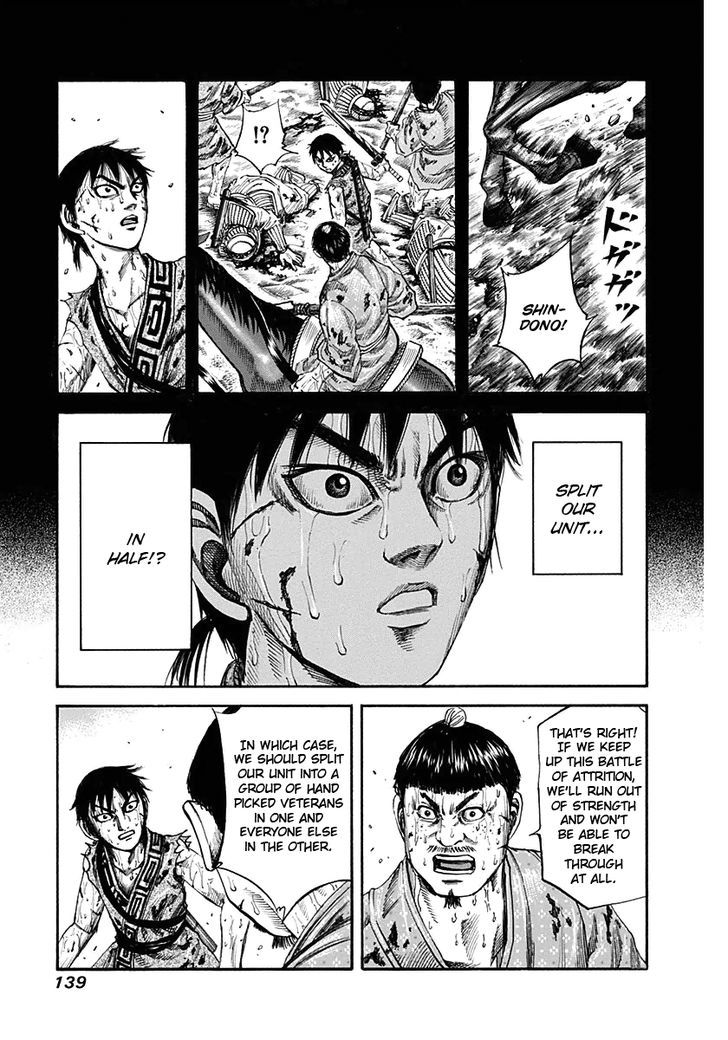 SHIN-
DONO!
ドガガッ
!?
SPLIT
OUR
UNIT...
IN
HALF!?
THAT'S RIGHT!
IF WE KEEP
UP THIS BATTLE
OF ATTRITION,
WE'LL RUN OUT
OF STRENGTH
AND WON'T
BE ABLE TO
BREAK
THROUGH
AT ALL.
IN WHICH CASE,
WE SHOULD SPLIT
OUR UNIT INTO A
GROUP OF HAND
PICKED VETERANS
IN ONE AND
EVERYONE ELSE
IN THE OTHER.
139